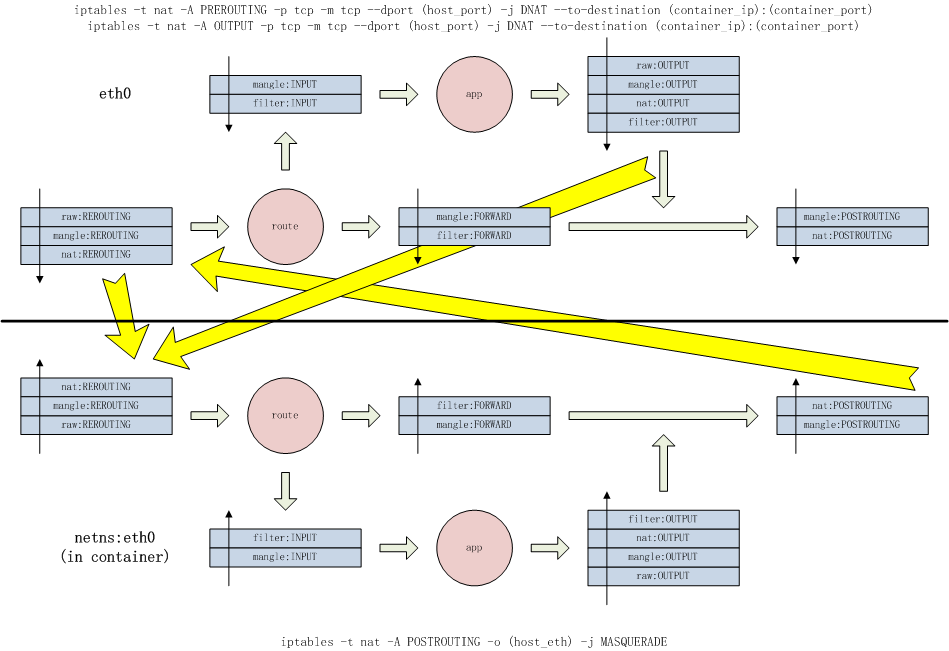 iptables -t nat -A PREROUTING -p tcp -m tcp --dport (host_port) -j DNAT --to-destination (container_ip):(container_port)
iptables -t nat -A OUTPUT -p tcp -m tcp --dport (host_port) -j DNAT --to-destination (container_ip):(container_port)
eth0
mangle:INPUT
filter:INPUT
app
raw:OUTPUT
mangle:OUTPUT
nat:OUTPUT
filter:OUTPUT
raw:REROUTING
mangle:REROUTING
nat:REROUTING
route
mangle:FORWARD
filter:FORWARD
mangle:POSTROUTING
nat:POSTROUTING
nat:REROUTING
mangle:REROUTING
raw:REROUTING
route
filter:FORWARD
mangle:FORWARD
nat:POSTROUTING
mangle:POSTROUTING
netns:eth0
(in container)
filter:INPUT
mangle:INPUT
app
filter:OUTPUT
nat:OUTPUT
mangle:OUTPUT
raw:OUTPUT
iptables -t nat -A POSTROUTING -o (host_eth) -j MASQUERADE